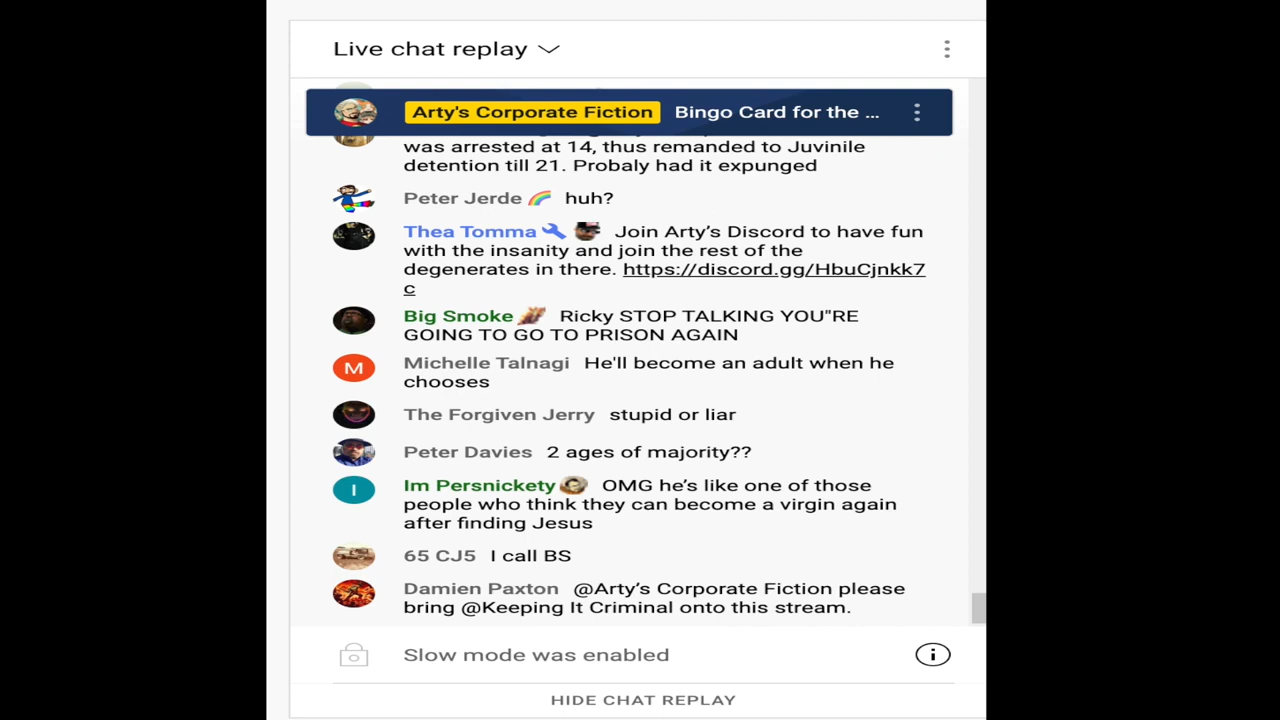 Live chat replay
Arty's Corporate Fiction Bingo Card for the ...
was arrested at 14, thus remanded to Juvinile
detention till 21. Probaly had it expunged
Peter Jerde huh?
Thea Tomma Join Arty’s Discord to have fun
with the insanity and join the rest of the
degenerates in there. https://discord.gg/HbuCjnkk7
c
Big Smoke Ricky STOP TALKING YOU"RE
GOING TO GO TO PRISON AGAIN
M Michelle Talnagi He'll become an adult when he
chooses
The Forgiven Jerry stupid or liar
Peter Davies 2 ages of majority??
I Im Persnickety OMG he’s like one of those
people who think they can become a virgin again
after finding Jesus
65 CJ5 I call BS
Damien Paxton @Arty’s Corporate Fiction please
bring @Keeping It Criminal onto this stream.
Slow mode was enabled
HIDE CHAT REPLAY